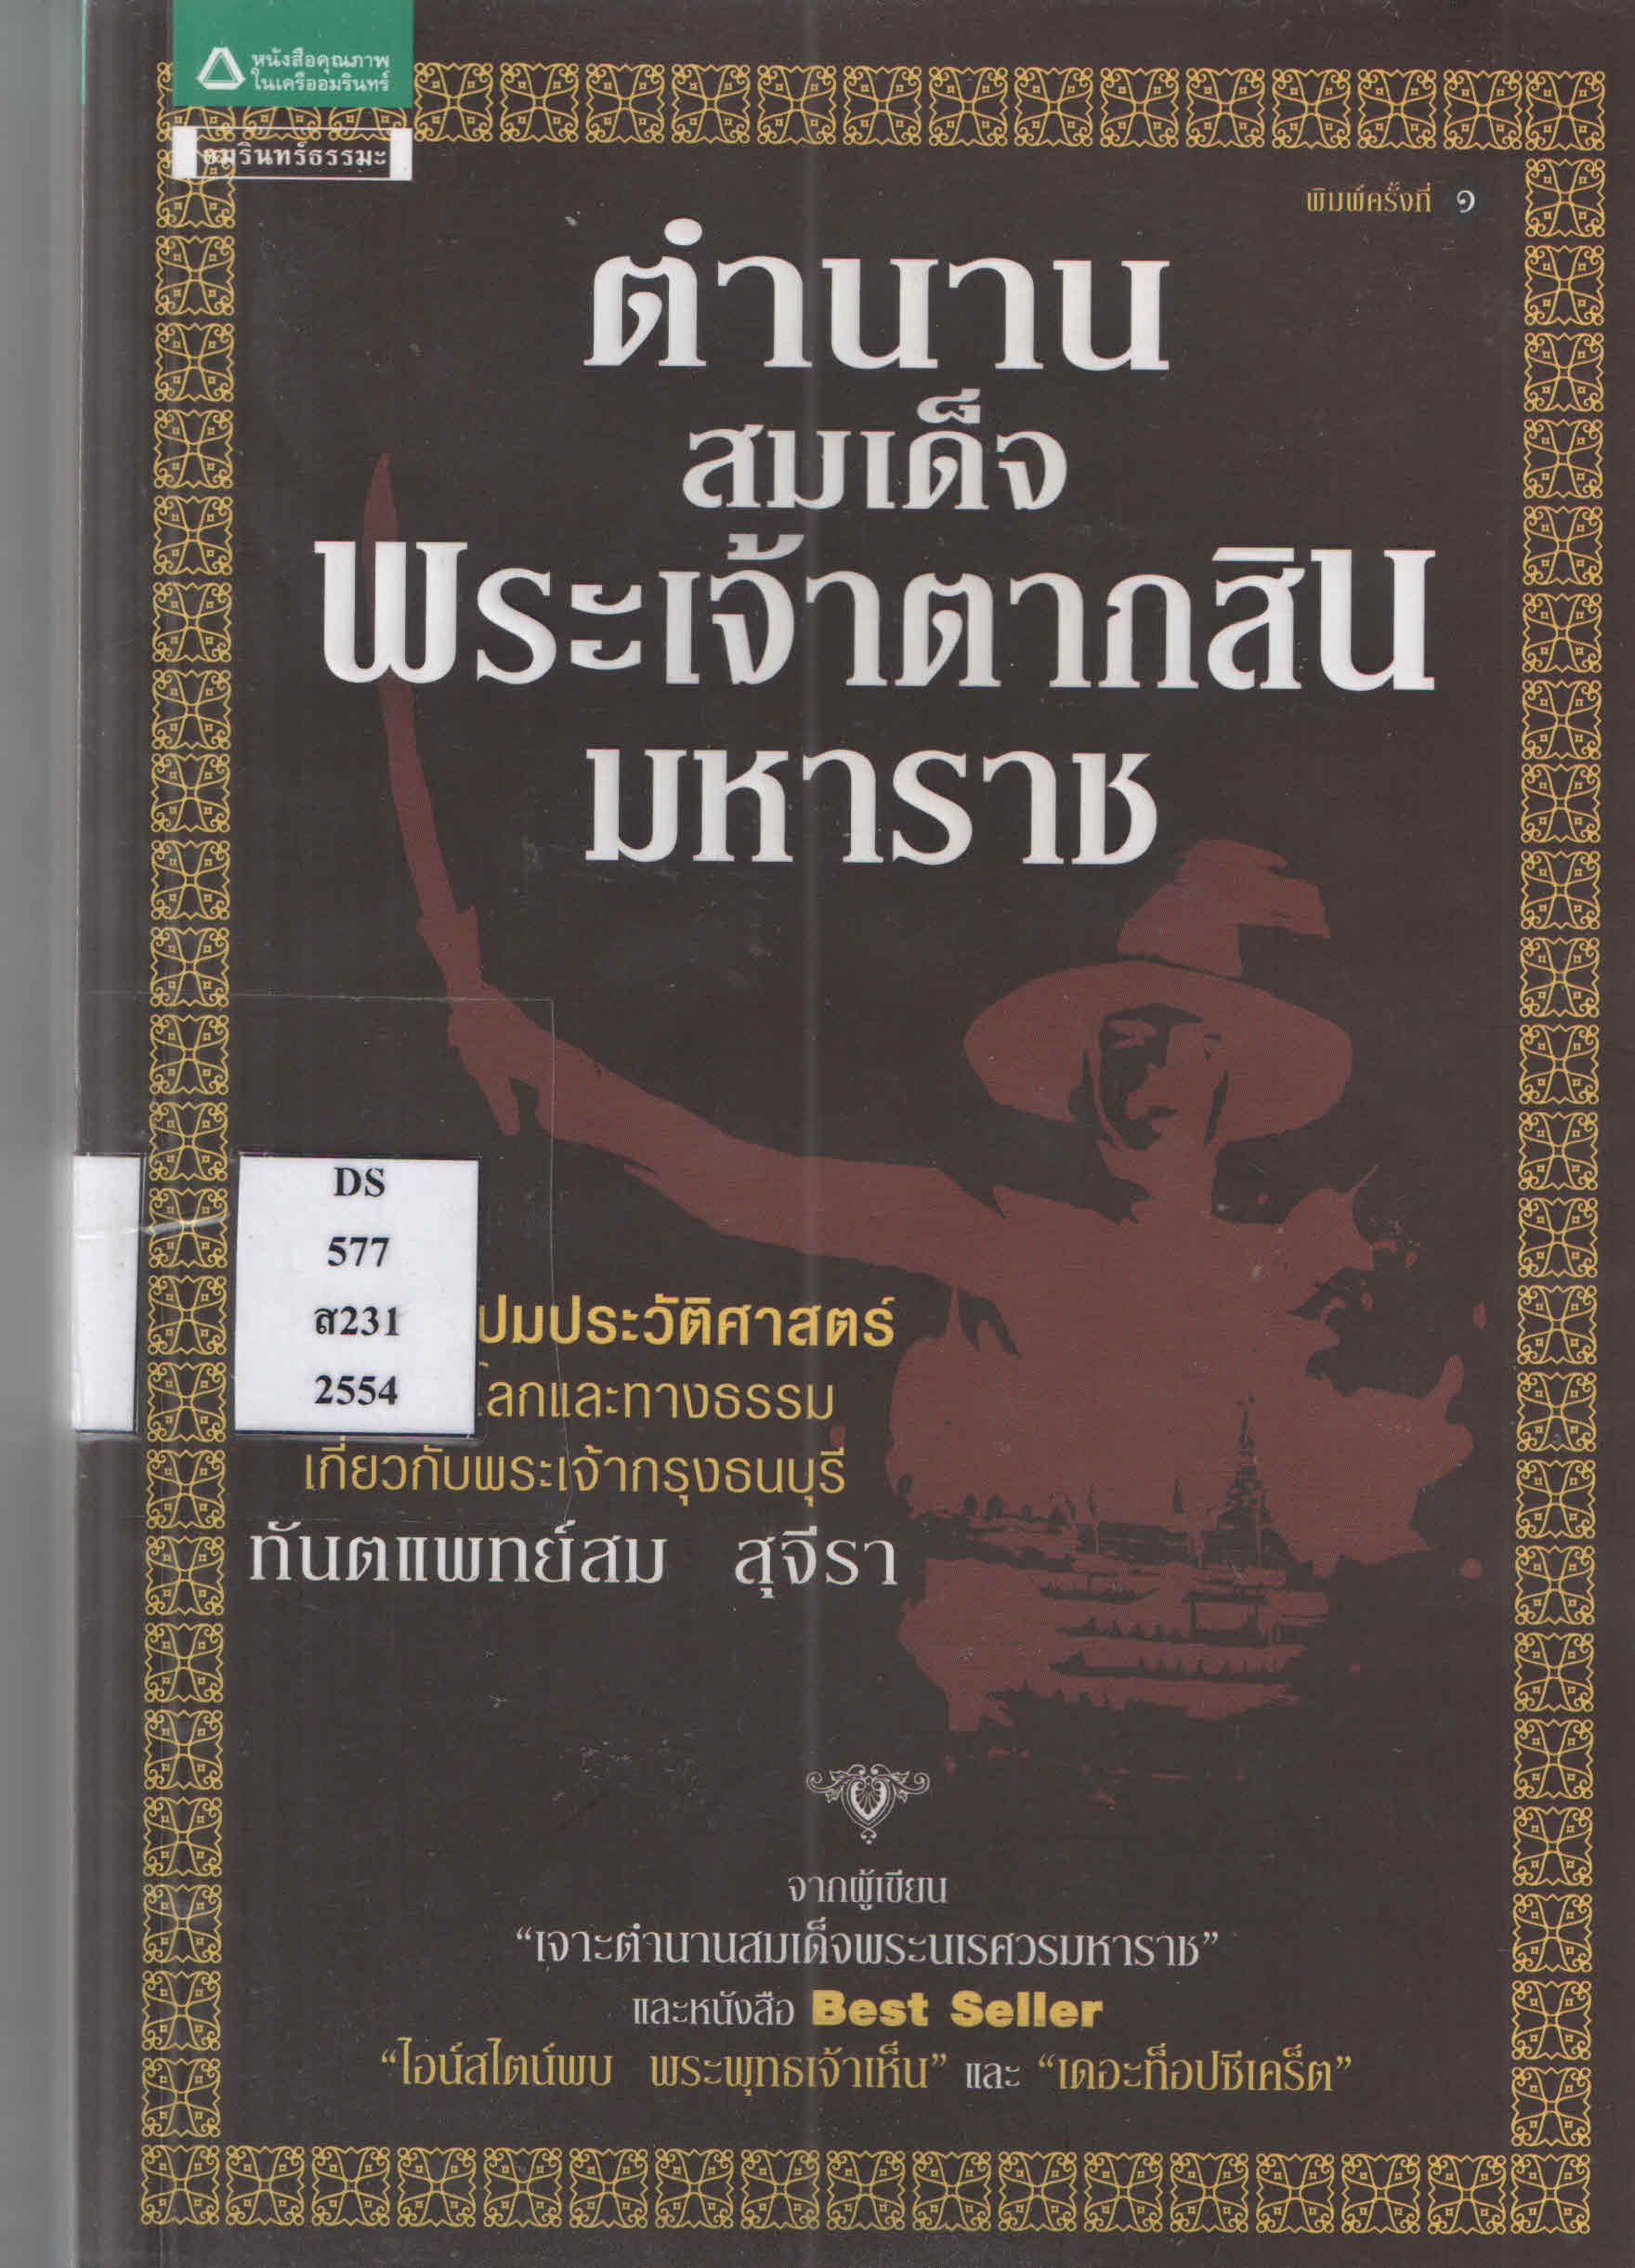 หนังสือคุณภาพ
ในเครืออมรินทร์
อมรินทร์ธรรมะ
พิมพ์ครั้งที่ ๑
ตำนาน
สมเด็จ
พระเจ้าตากสิน
มหาราช
DS
577
ส231
2554
ปมประวัติศาสตร์
โลกและทางธรรม
เกี่ยวกับพระเจ้ากรุงธนบุรี
ทันตแพทย์สม สุจีรา
จากผู้เขียน
“เจาะตำนานสมเด็จพระนเรศวรมหาราช”
และหนังสือ Best Seller
“ไอน์สไตน์พบ พระพุทธเจ้าเห็น” และ “เดอะท็อปซีเคร็ต”